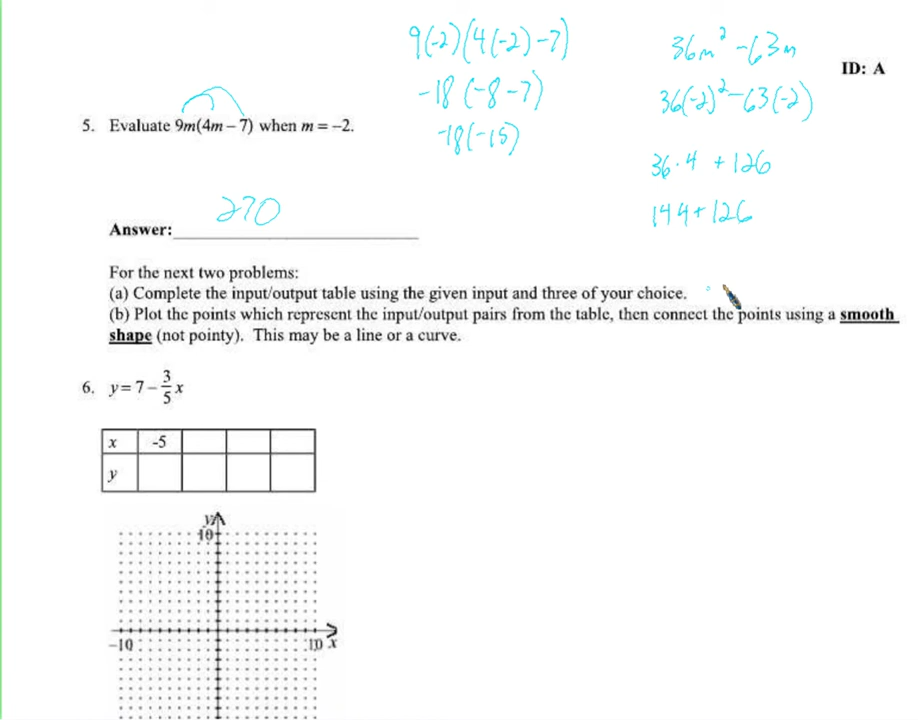 9(-2)(4(-2)-7)
36m² -63m
ID: A
-18(-8-7)
36(-2)²-63(-2)
5. Evaluate 9m(4m – 7) when m = –2.
-18(-15)
36·4 +126
270
144+126
Answer:
For the next two problems:
(a) Complete the input/output table using the given input and three of your choice.
(b) Plot the points which represent the input/output pairs from the table, then connect the points using a smooth
shape (not pointy). This may be a line or a curve.
6. y = 7 – 3/5 x
x -5
y
y
10
-10 10 x